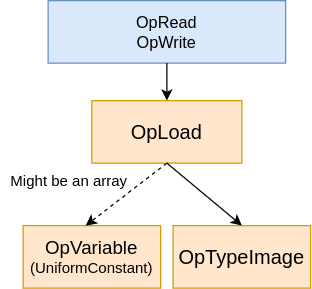 OpRead
OpWrite
OpLoad
Might be an array
OpVariable
(UniformConstant)
OpTypeImage